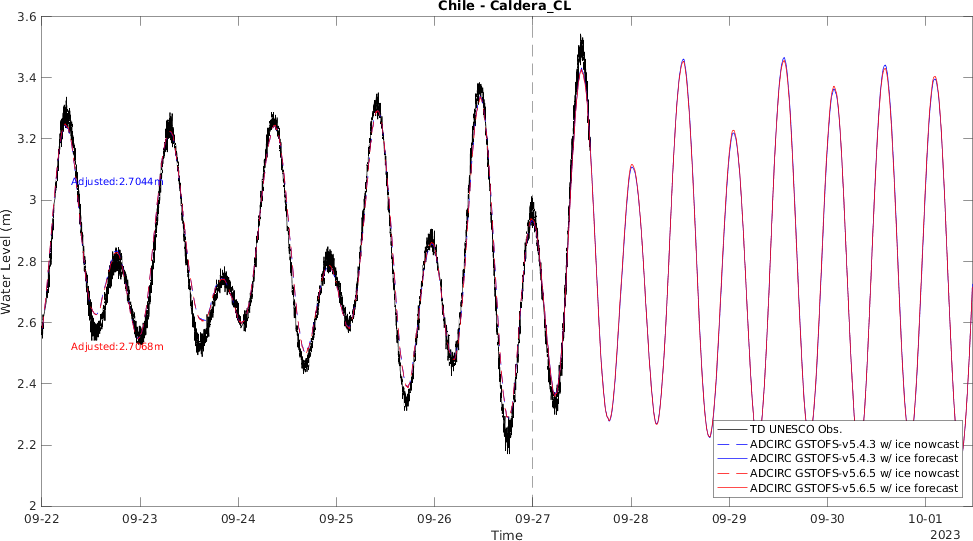 Chile - Caldera_CL
3.6
3.4
3.2
3
2.8
2.6
2.4
2.2
2
Water Level (m)
Adjusted:2.7044m
Adjusted:2.7068m
TD UNESCO Obs.
ADCIRC GSTOFS-v5.4.3 w/ ice nowcast
ADCIRC GSTOFS-v5.4.3 w/ ice forecast
ADCIRC GSTOFS-v5.6.5 w/ ice nowcast
ADCIRC GSTOFS-v5.6.5 w/ ice forecast
09-22 09-23 09-24 09-25 09-26 09-27 09-28 09-29 09-30 10-01
Time
2023